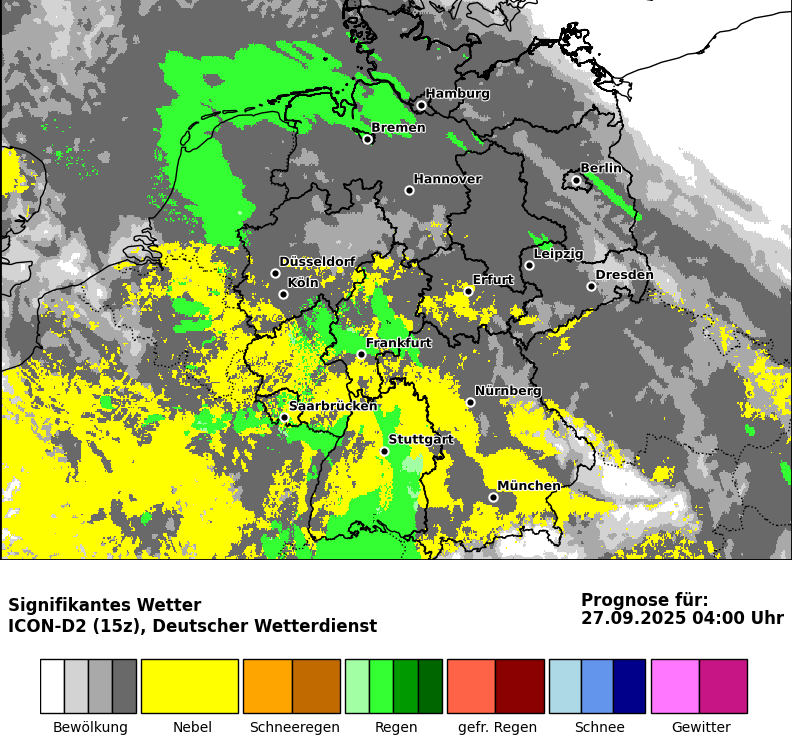 Hamburg
Bremen
Berlin
Hannover
Leipzig
Düsseldorf
Dresden
Erfurt
Köln
Frankfurt
Nürnberg
Saarbrücken
Stuttgart
München
Signifikantes Wetter
ICON-D2 (15z), Deutscher Wetterdienst
Prognose für:
27.09.2025 04:00 Uhr
Bewölkung Nebel Schneeregen Regen gefr. Regen Schnee Gewitter